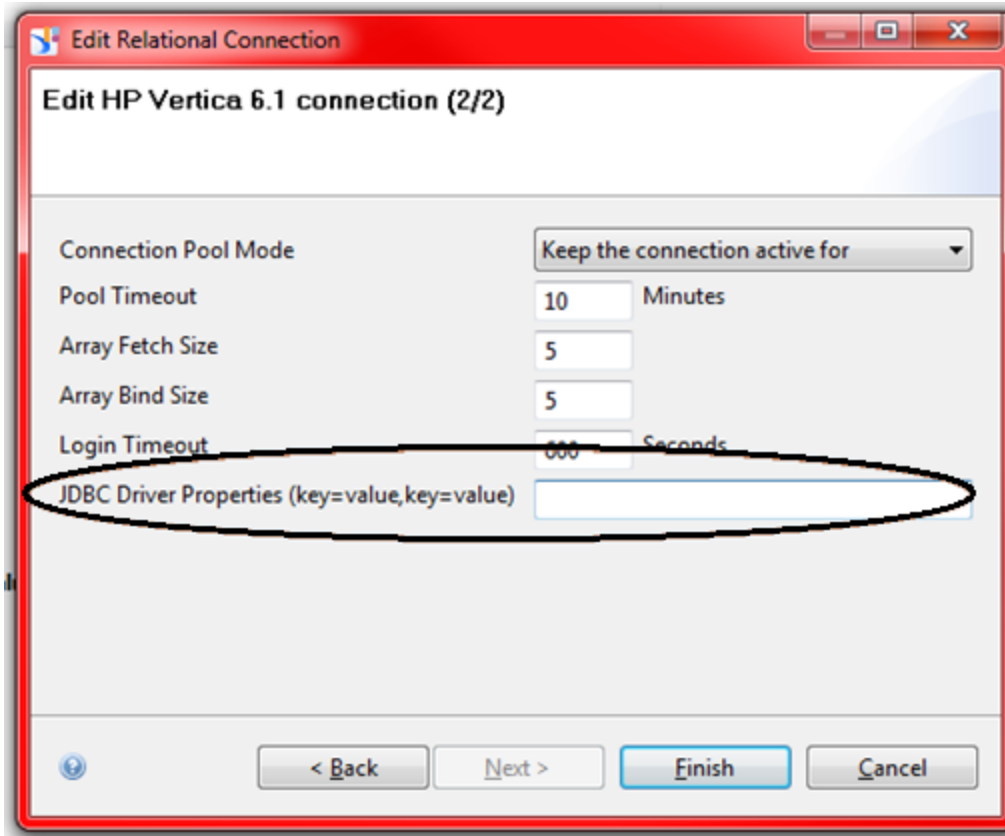 Edit Relational Connection
Edit HP Vertica 6.1 connection (2/2)
Connection Pool Mode Keep the connection active for
Pool Timeout 10 Minutes
Array Fetch Size 5
Array Bind Size 5
Login Timeout 600 Seconds
JDBC Driver Properties (key=value,key=value)
< Back Next > Finish Cancel